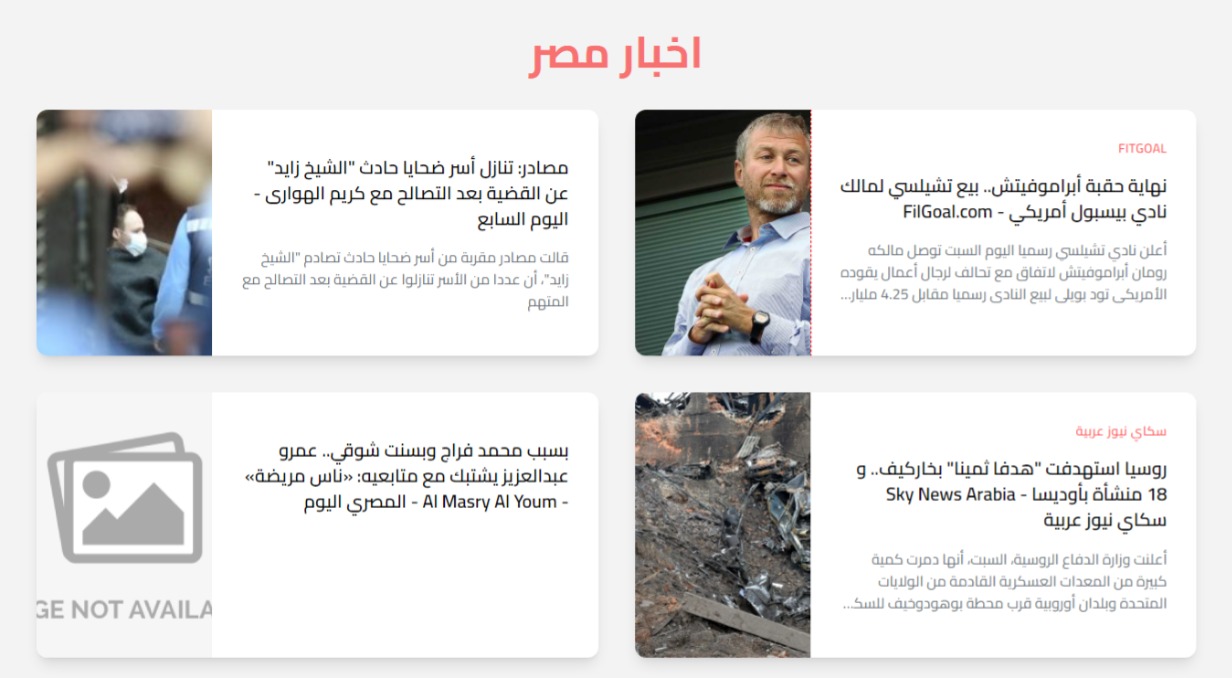 اخبار مصر
FITGOAL
نهاية حقبة أبراموفيتش.. بيع تشيلسي لمالك
نادي بيسبول أمريكي - FilGoal.com
أعلن نادي تشيلسي رسميا اليوم السبت توصل مالكه
رومان أبراموفيتش لاتفاق مع تحالف لرجال أعمال يقوده
الأمريكي تود بويلي لبيع النادي رسميا مقابل 4.25 مليار...
مصادر: تنازل أسر ضحايا حادث "الشيخ زايد"
عن القضية بعد التصالح مع كريم الهوارى -
اليوم السابع
قالت مصادر مقربة من أسر ضحايا حادث تصادم "الشيخ
زايد"، أن عددا من الأسر تنازلوا عن القضية بعد التصالح مع
المتهم
سكاي نيوز عربية
روسيا استهدفت "هدفا ثمينا" بخاركيف.. و
18 منشأة بأوديسا - Sky News Arabia
سكاي نيوز عربية
أعلنت وزارة الدفاع الروسية، السبت، أنها دمرت كمية
كبيرة من المعدات العسكرية القادمة من الولايات
المتحدة وبلدان أوروبية قرب محطة بوهودوخيف للسك...
بسبب محمد فراج وبسنت شوقي.. عمرو
عبدالعزيز يشتبك مع متابعيه: «ناس مريضة»
- Al Masry Al Youm - المصري اليوم
GE NOT AVAILA